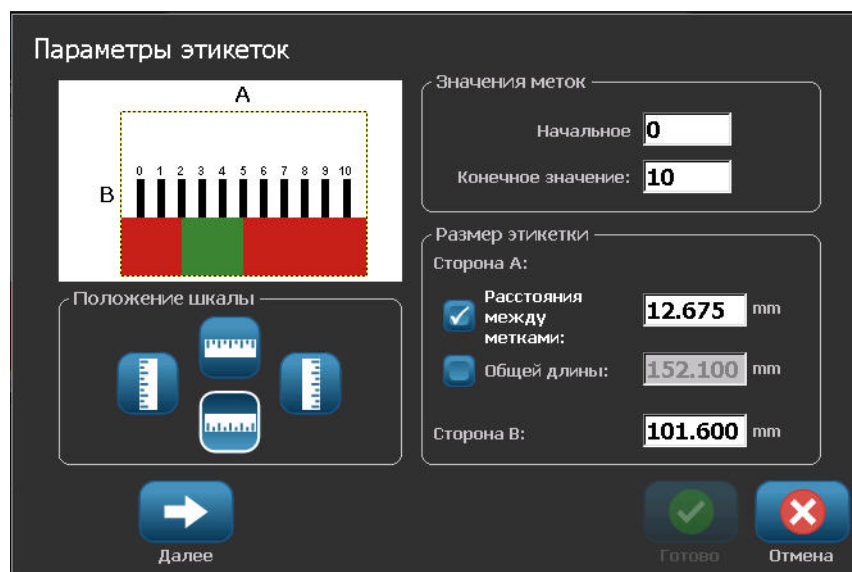 Параметры этикеток
A
0 1 2 3 4 5 6 7 8 9 10
B
Положение шкалы
Значения меток
Начальное 0
Конечное значение: 10
Размер этикетки
Сторона A:
Расстояния
между
метками:
12.675 mm
Общей длины: 152.100 mm
Сторона B: 101.600 mm
Далее
Готово
Отмена